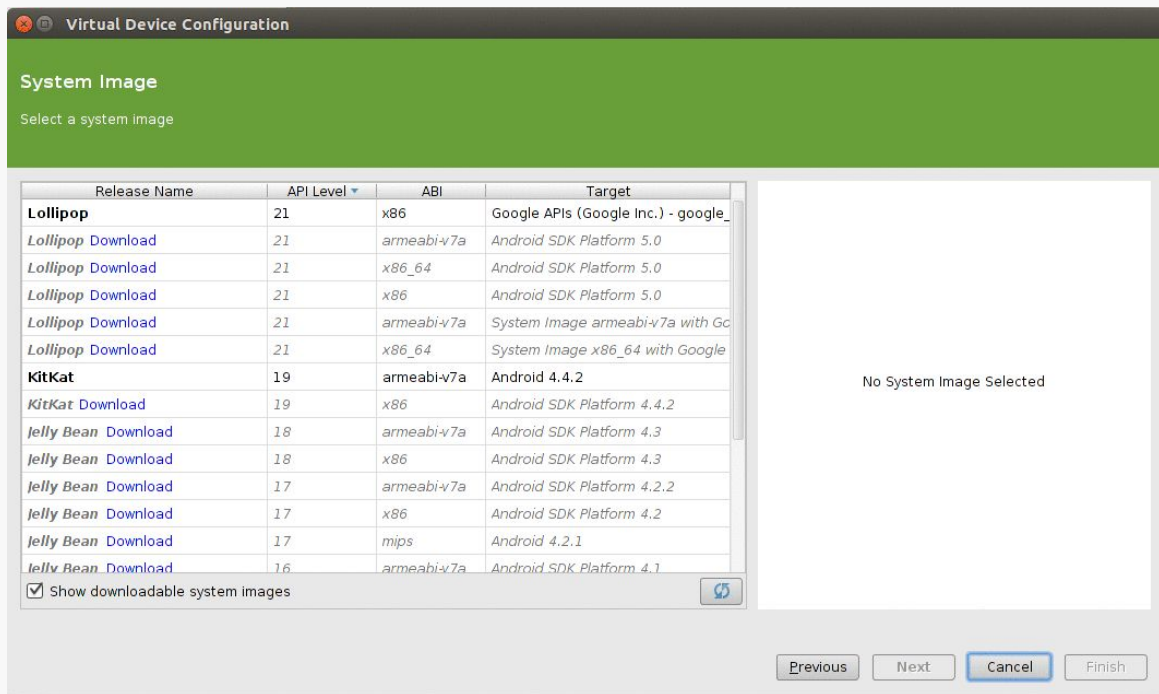 Virtual Device Configuration
System Image
Select a system image
Release Name API Level ABI Target
Lollipop 21 x86 Google APIs (Google Inc.) - google_
Lollipop Download 21 armeabi-v7a Android SDK Platform 5.0
Lollipop Download 21 x86_64 Android SDK Platform 5.0
Lollipop Download 21 x86 Android SDK Platform 5.0
Lollipop Download 21 armeabi-v7a System Image armeabi-v7a with Go
Lollipop Download 21 x86_64 System Image x86_64 with Google
KitKat 19 armeabi-v7a Android 4.4.2
KitKat Download 19 x86 Android SDK Platform 4.4.2
Jelly Bean Download 18 armeabi-v7a Android SDK Platform 4.3
Jelly Bean Download 18 x86 Android SDK Platform 4.3
Jelly Bean Download 17 armeabi-v7a Android SDK Platform 4.2.2
Jelly Bean Download 17 x86 Android SDK Platform 4.2
Jelly Bean Download 17 mips Android 4.2.1
Jelly Bean Download 16 armeabi-v7a Android SDK Platform 4.1
Show downloadable system images
No System Image Selected
Previous Next Cancel Finish